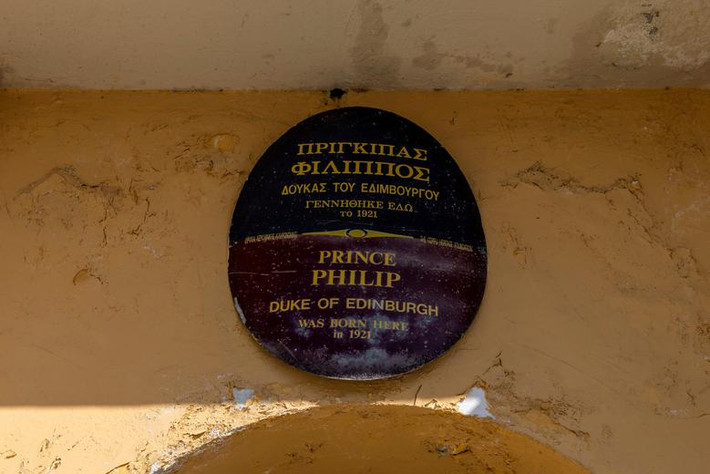 ΠΡΙΓΚΙΠΑΣ
ΦΙΛΙΠΠΟΣ
ΔΟΥΚΑΣ ΤΟΥ ΕΔΙΜΒΟΥΡΓΟΥ
ΓΕΝΝΗΘΗΚΕ ΕΔΩ
το 1921
PRINCE
PHILIP
DUKE OF EDINBURGH
WAS BORN HERE
in 1921